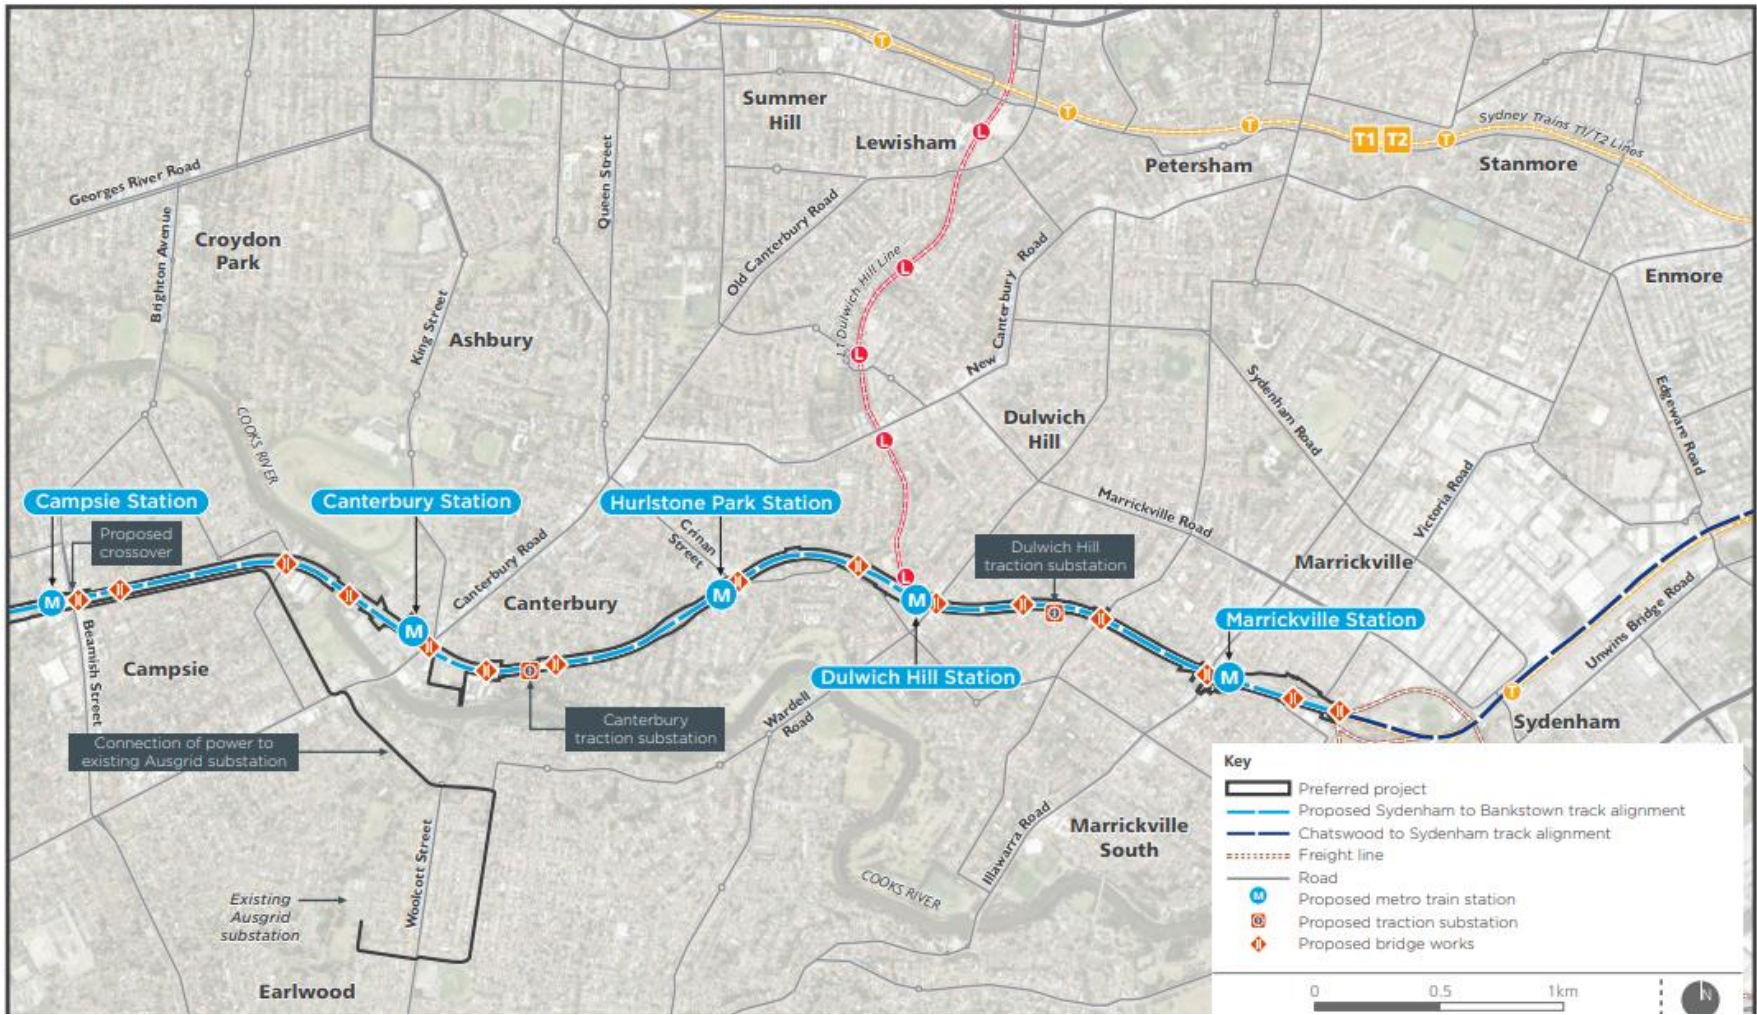 T
Summer
Hill
Lewisham
L
T
T
T1 T2
T
Sydney Trains T1/T2 Lines
Petersham
Stanmore
Georges River Road
Queen Street
Brighton Avenue
Croydon
Park
Old Canterbury Road
L1 Dulwich Hill Line
L
New Canterbury Road
Enmore
King Street
Ashbury
L
Sydenham Road
Edgeware Road
COOKS RIVER
Dulwich
Hill
L
Victoria Road
Marrickville Road
Campsie Station
Canterbury Station
Hurlstone Park Station
Proposed
crossover
Crinan
Street
Canterbury Road
Dulwich Hill
traction substation
Marrickville
Unwins Bridge Road
L
M
M
M
M
M
Canterbury
Marrickville Station
Beamish Street
Campsie
Dulwich Hill Station
T
Sydenham
Wardell
Road
Canterbury
traction substation
Connection of power to
existing Ausgrid substation
Woolcott Street
Illawarra Road
Marrickville
South
COOKS RIVER
Existing
Ausgrid
substation
Earlwood
Key
Preferred project
Proposed Sydenham to Bankstown track alignment
Chatswood to Sydenham track alignment
Freight line
Road
M Proposed metro train station
Proposed traction substation
Proposed bridge works
0 0.5 1km
N